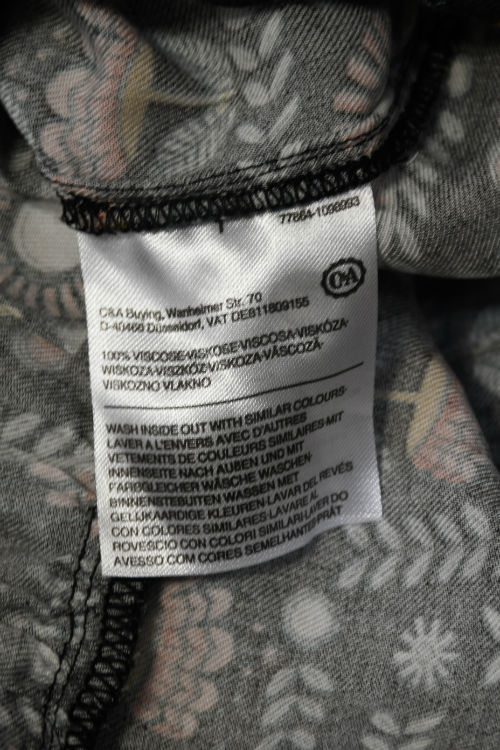 77864-1098993
C&A
C&A Buying, Wanheimer Str. 70
D-40468 Düsseldorf, VAT DE811809155
100% VISCOSE-VISKOSE-VISCOSA-VISKÓZA-
WISKOZA-VISZKÓZ-VISKOZA-VÂSCOZĂ-
VISKOZNO VLAKNO
WASH INSIDE OUT WITH SIMILAR COLOURS-
LAVER A L'ENVERS AVEC D'AUTRES
VETEMENTS DE COULEURS SIMILAIRES-MIT
INNENSEITE NACH AUßEN UND MIT
FARBGLEICHER WÄSCHE WASCHEN-
BINNENSTEBUITEN WASSEN MET
GELIJKAARDIGE KLEUREN-LAVAR DEL REVÉS
CON COLORES SIMILARES-LAVARE AL
ROVESCIO CON COLORI SIMILARI-LAVAR DO
AVESSO COM CORES SEMELHANTES-PRÁT